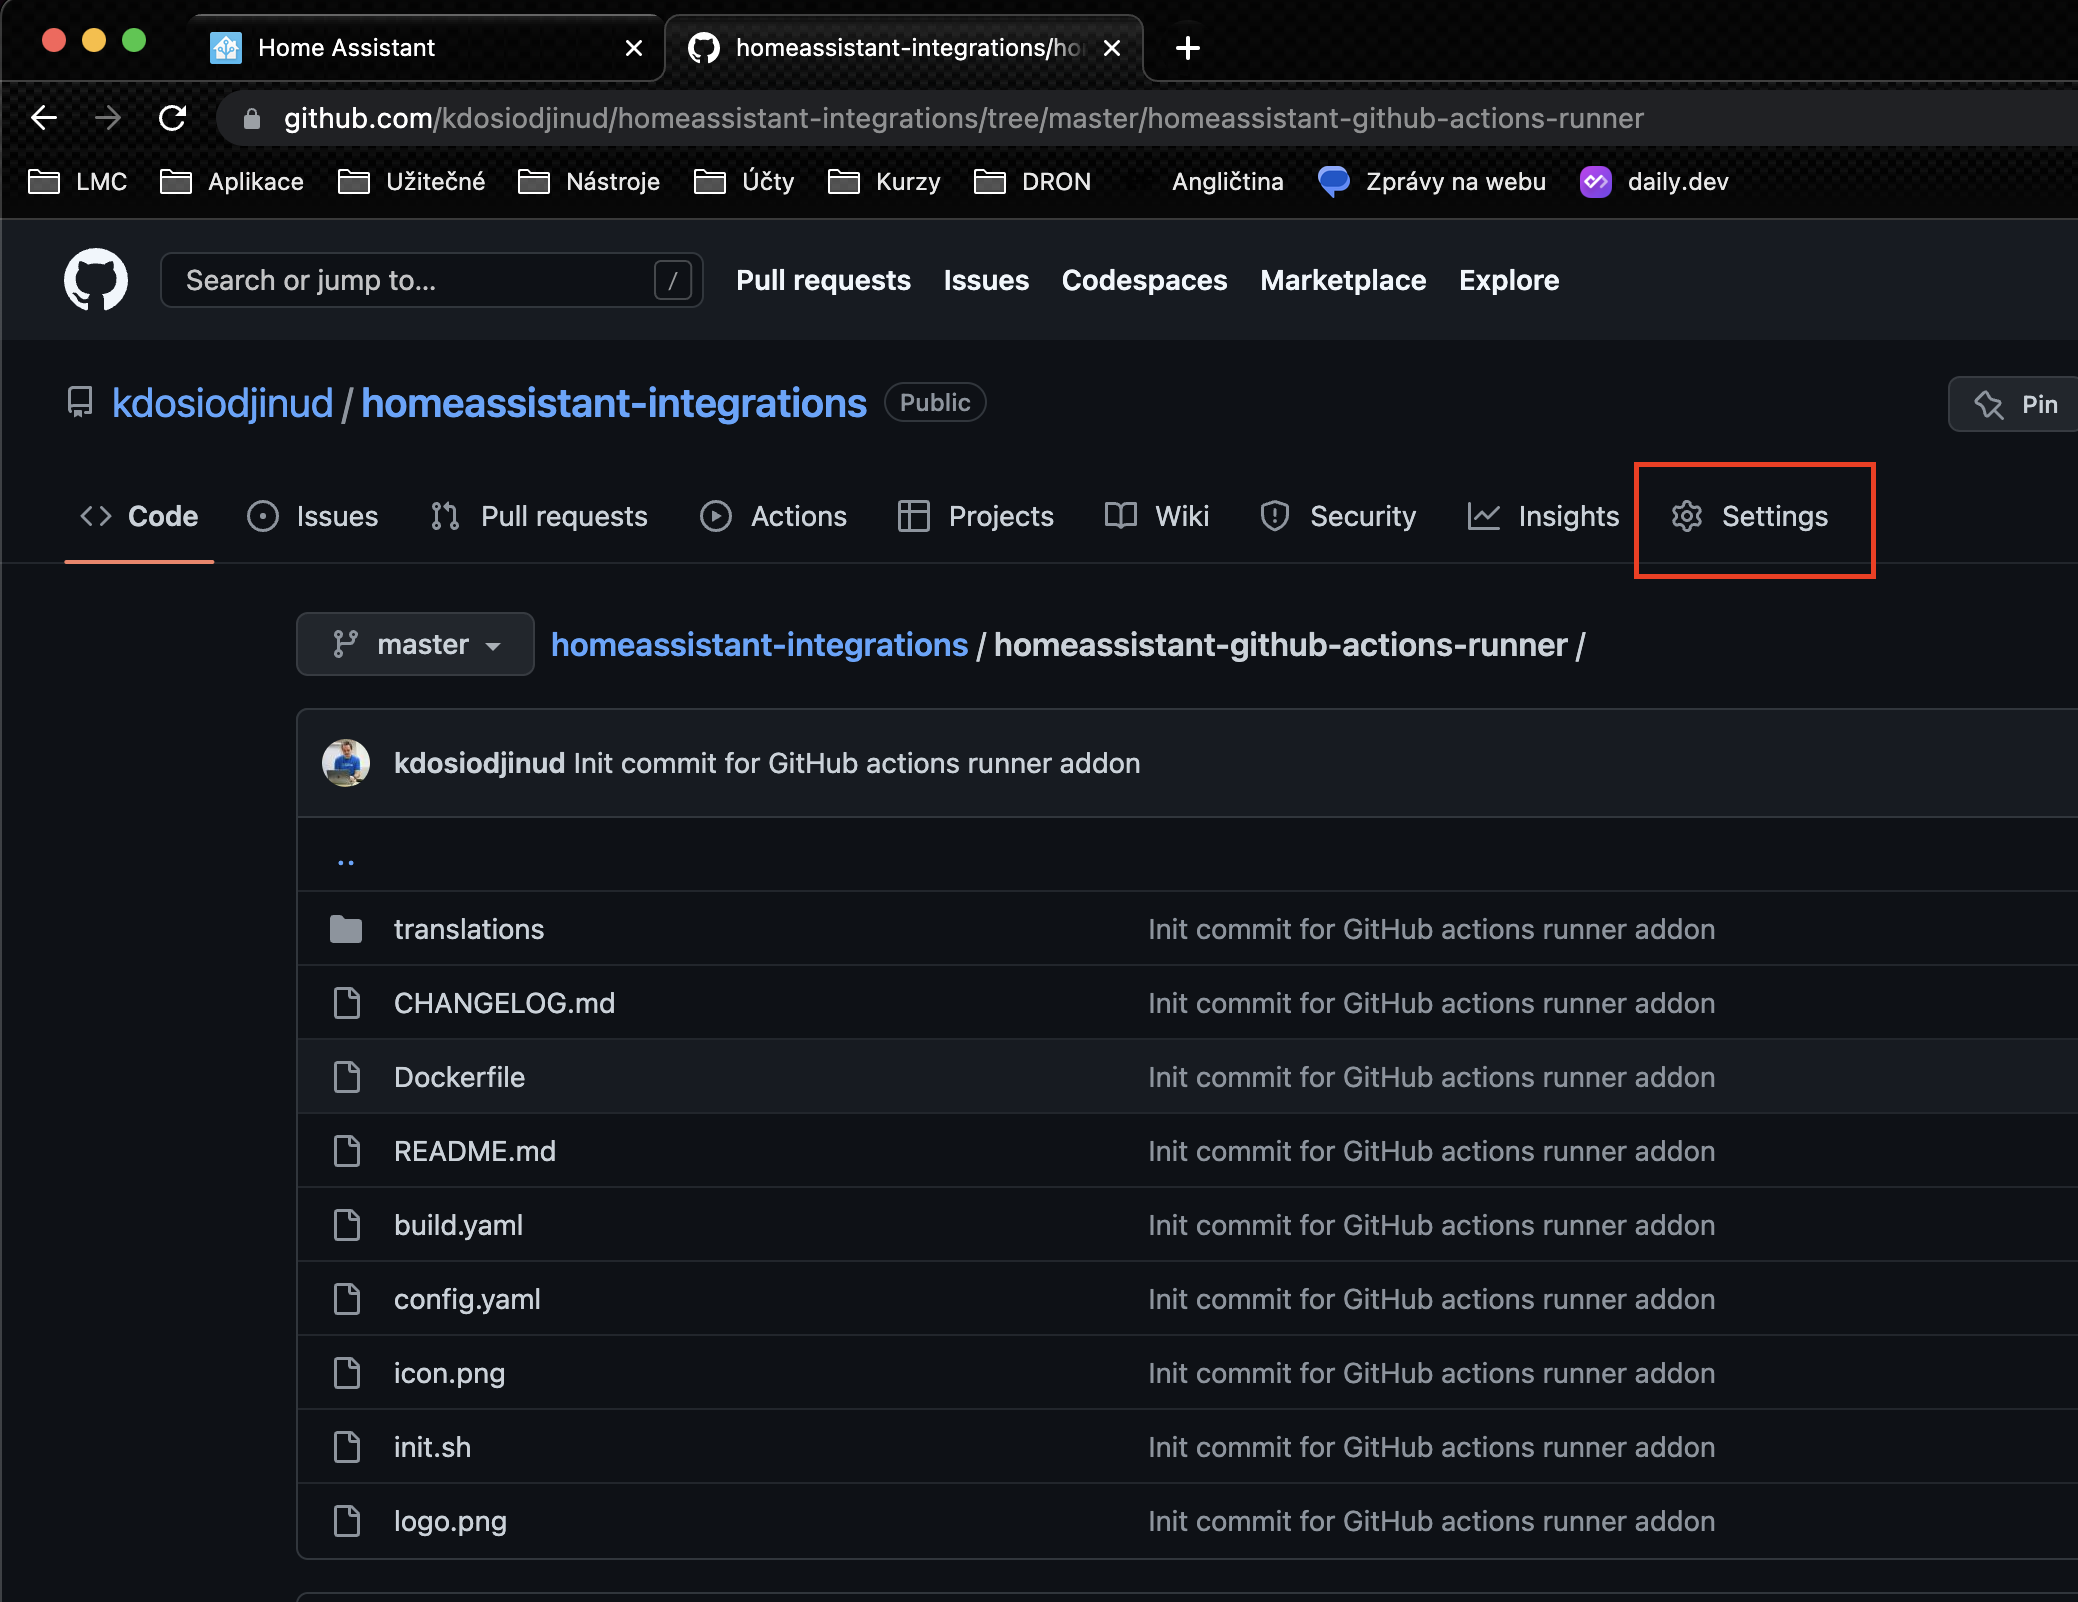 Home Assistant
homeassistant-integrations/ho
github.com/kdosiodjinud/homeassistant-integrations/tree/master/homeassistant-github-actions-runner
LMC Aplikace Užitečné Nástroje Účty Kurzy DRON Angličtina Zprávy na webu daily.dev
Search or jump to... / Pull requests Issues Codespaces Marketplace Explore
kdosiodjinud / homeassistant-integrations Public Pin
Code Issues Pull requests Actions Projects Wiki Security Insights Settings
master homeassistant-integrations / homeassistant-github-actions-runner /
kdosiodjinud Init commit for GitHub actions runner addon
..
translations Init commit for GitHub actions runner addon
CHANGELOG.md Init commit for GitHub actions runner addon
Dockerfile Init commit for GitHub actions runner addon
README.md Init commit for GitHub actions runner addon
build.yaml Init commit for GitHub actions runner addon
config.yaml Init commit for GitHub actions runner addon
icon.png Init commit for GitHub actions runner addon
init.sh Init commit for GitHub actions runner addon
logo.png Init commit for GitHub actions runner addon